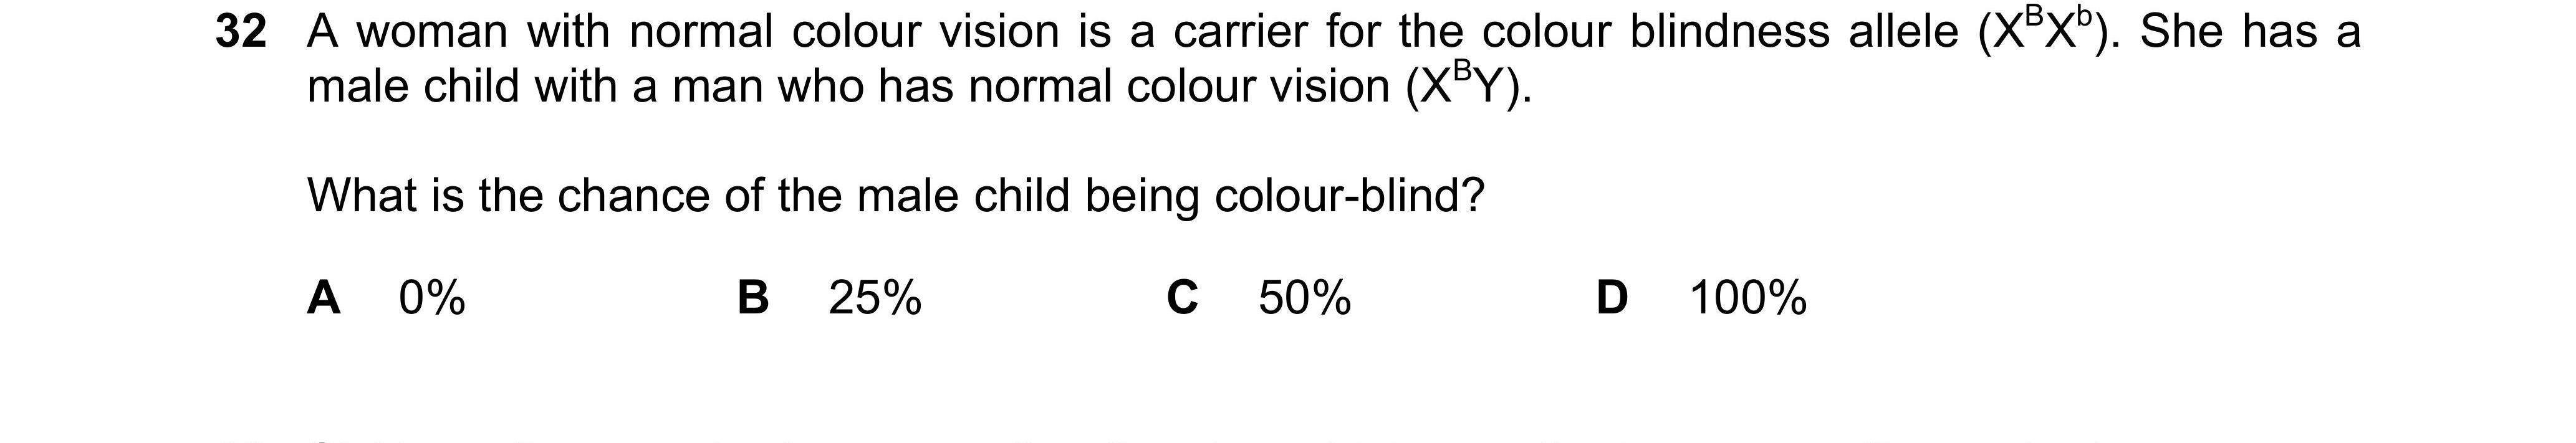 32 A woman with normal colour vision is a carrier for the colour blindness allele (XᴮXᵇ). She has a
male child with a man who has normal colour vision (XᴮY).
What is the chance of the male child being colour-blind?
A 0% B 25% C 50% D 100%